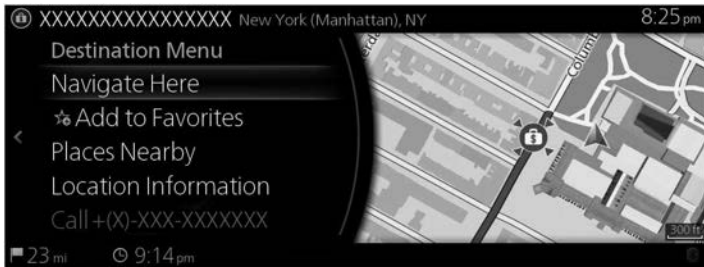 XXXXXXXXXXXXXXXX New York (Manhattan), NY 8:25 pm
Destination Menu
Navigate Here
Add to Favorites
Places Nearby
Location Information
Call +(X)-XXX-XXXXXXX
Columb
300 ft
23 mi 9:14 pm